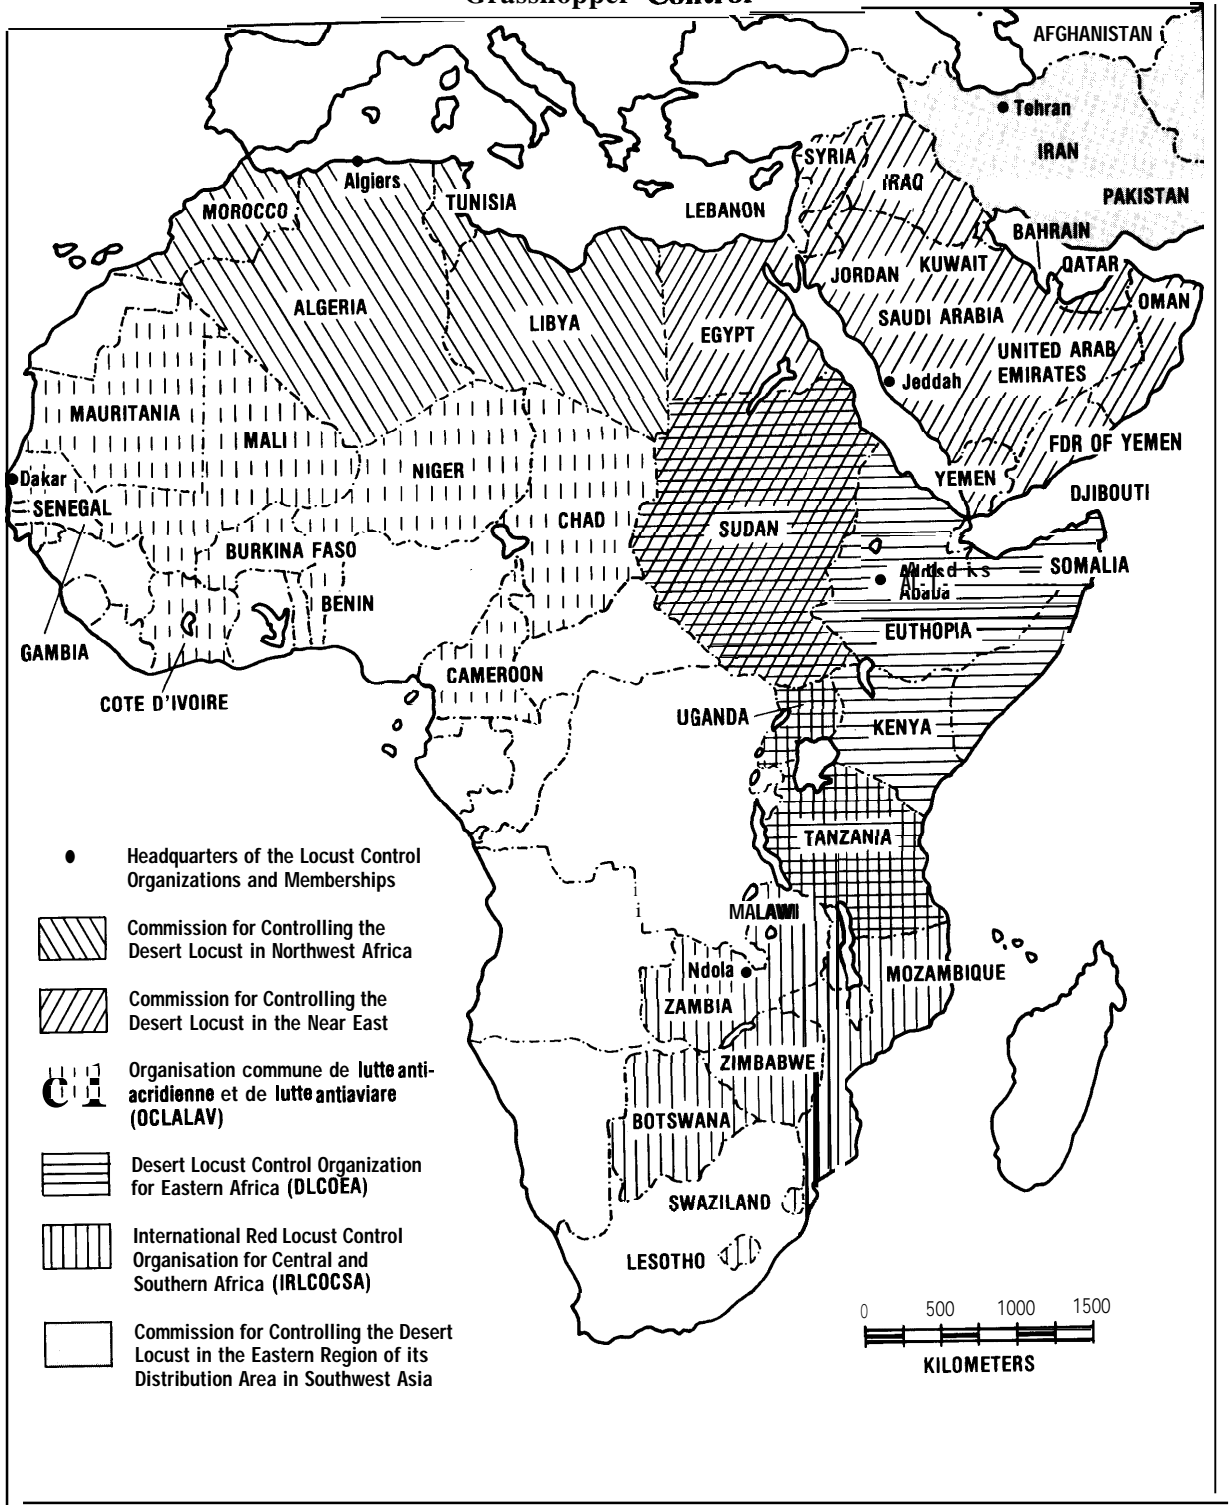 Grasshopper Control
AFGHANISTAN
Tehran
IRAN
PAKISTAN
SYRIA
IRAQ
LEBANON
BAHRAIN
JORDAN
KUWAIT
QATAR
OMAN
SAUDI ARABIA
UNITED ARAB
EMIRATES
Jeddah
FDR OF YEMEN
YEMEN
DJIBOUTI
Algiers
MOROCCO
TUNISIA
ALGERIA
LIBYA
EGYPT
MAURITANIA
MALI
NIGER
CHAD
SUDAN
Dakar
SENEGAL
BURKINA FASO
BENIN
GAMBIA
COTE D'IVOIRE
CAMEROON
SOMALIA
Ababa
EUTHOPIA
UGANDA
KENYA
TANZANIA
MALAWI
Ndola
MOZAMBIQUE
ZAMBIA
ZIMBABWE
BOTSWANA
SWAZILAND
LESOTHO
Headquarters of the Locust Control
Organizations and Memberships
Commission for Controlling the
Desert Locust in Northwest Africa
Commission for Controlling the
Desert Locust in the Near East
Organisation commune de lutte anti-
acridienne et de lutte antiaviare
(OCLALAV)
Desert Locust Control Organization
for Eastern Africa (DLCOEA)
International Red Locust Control
Organisation for Central and
Southern Africa (IRLCOCSA)
Commission for Controlling the Desert
Locust in the Eastern Region of its
Distribution Area in Southwest Asia
0 500 1000 1500
KILOMETERS